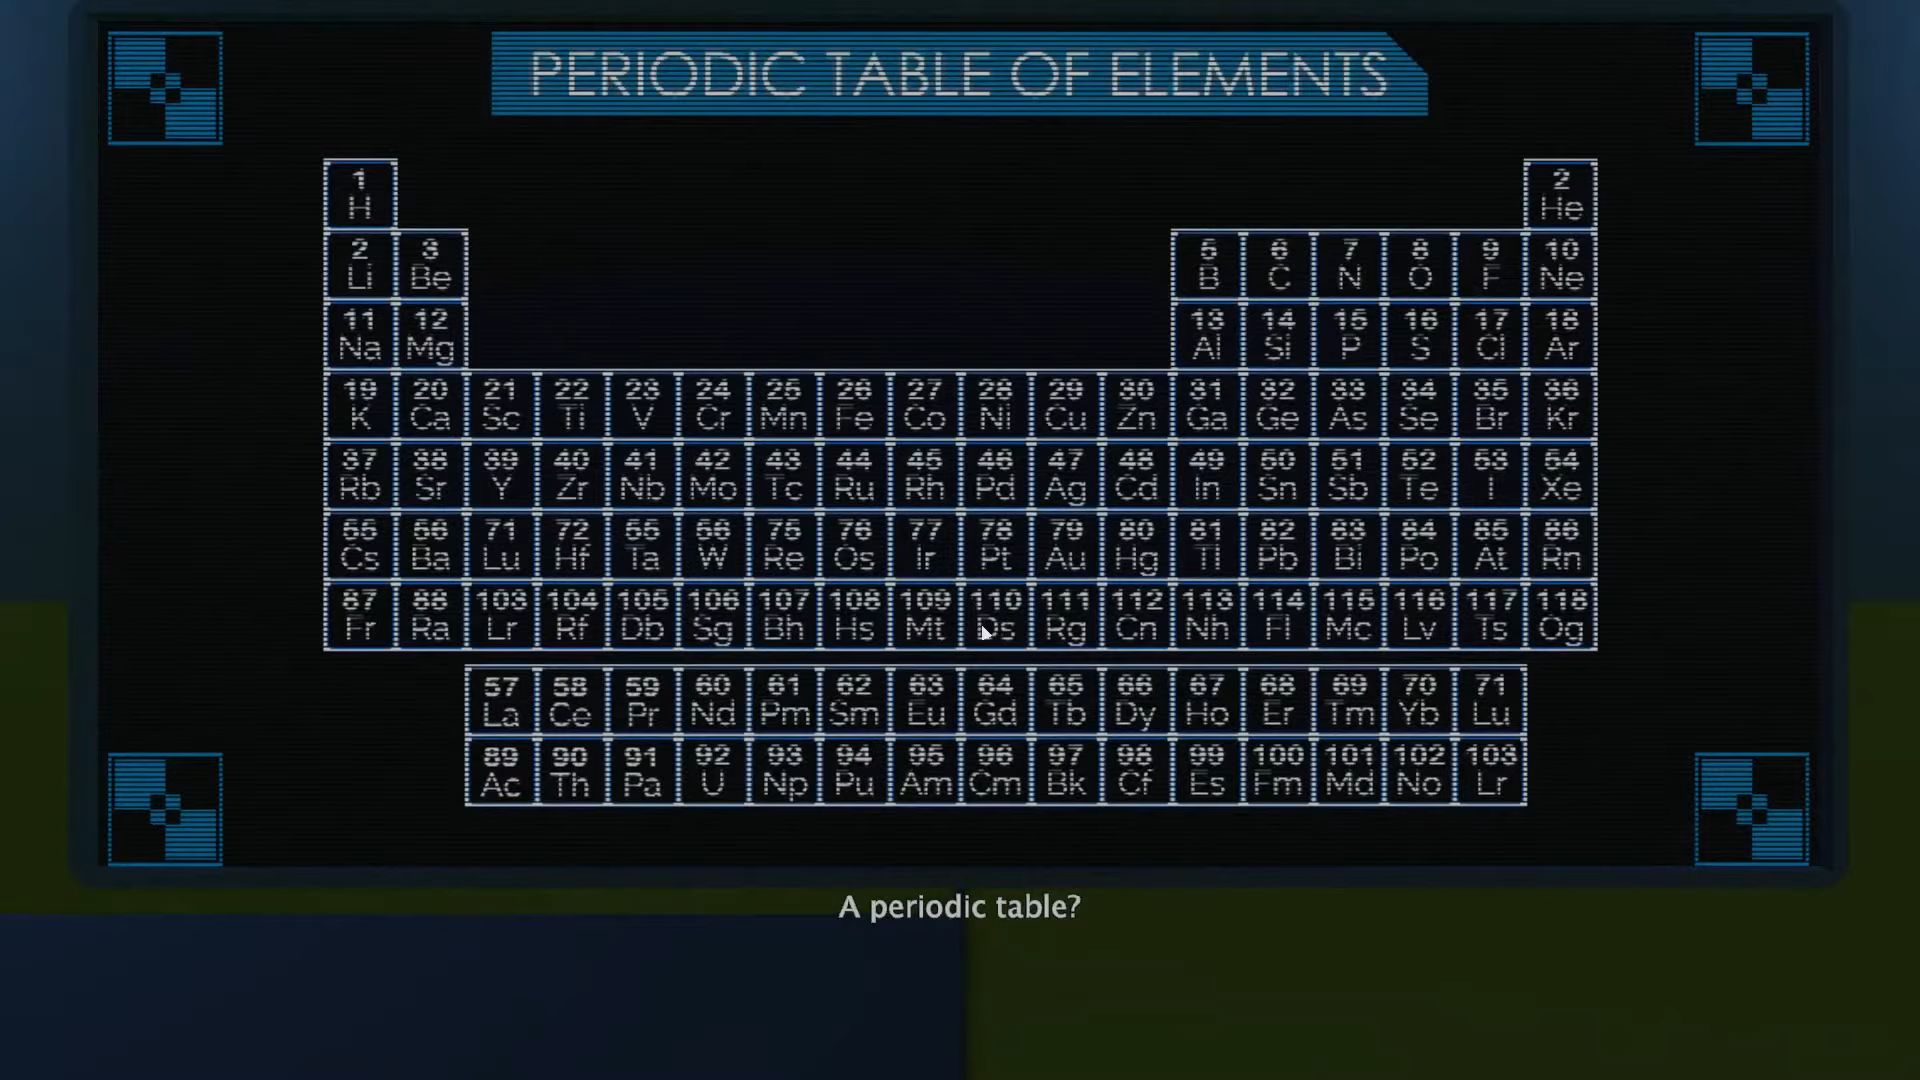 PERIODIC TABLE OF ELEMENTS
1 2
H He
2 3 5 6 7 8 9 10
Li Be B C N O F Ne
11 12 13 14 15 16 17 18
Na Mg Al Si P S Cl Ar
19 20 21 22 23 24 25 26 27 28 29 30 31 32 33 34 35 36
K Ca Sc Ti V Cr Mn Fe Co Ni Cu Zn Ga Ge As Se Br Kr
37 38 39 40 41 42 43 44 45 46 47 48 49 50 51 52 53 54
Rb Sr Y Zr Nb Mo Tc Ru Rh Pd Ag Cd In Sn Sb Te I Xe
55 56 71 72 55 56 75 76 77 78 79 80 81 82 83 84 85 86
Cs Ba Lu Hf Ta W Re Os Ir Pt Au Hg Tl Pb Bi Po At Rn
87 88 103 104 105 106 107 108 109 110 111 112 113 114 115 116 117 118
Fr Ra Lr Rf Db Sg Bh Hs Mt Ds Rg Cn Nh Fl Mc Lv Ts Og
57 58 59 60 61 62 63 64 65 66 67 68 69 70 71
La Ce Pr Nd Pm Sm Eu Gd Tb Dy Ho Er Tm Yb Lu
89 90 91 92 93 94 95 96 97 98 99 100 101 102 103
Ac Th Pa U Np Pu Am Cm Bk Cf Es Fm Md No Lr
A periodic table?